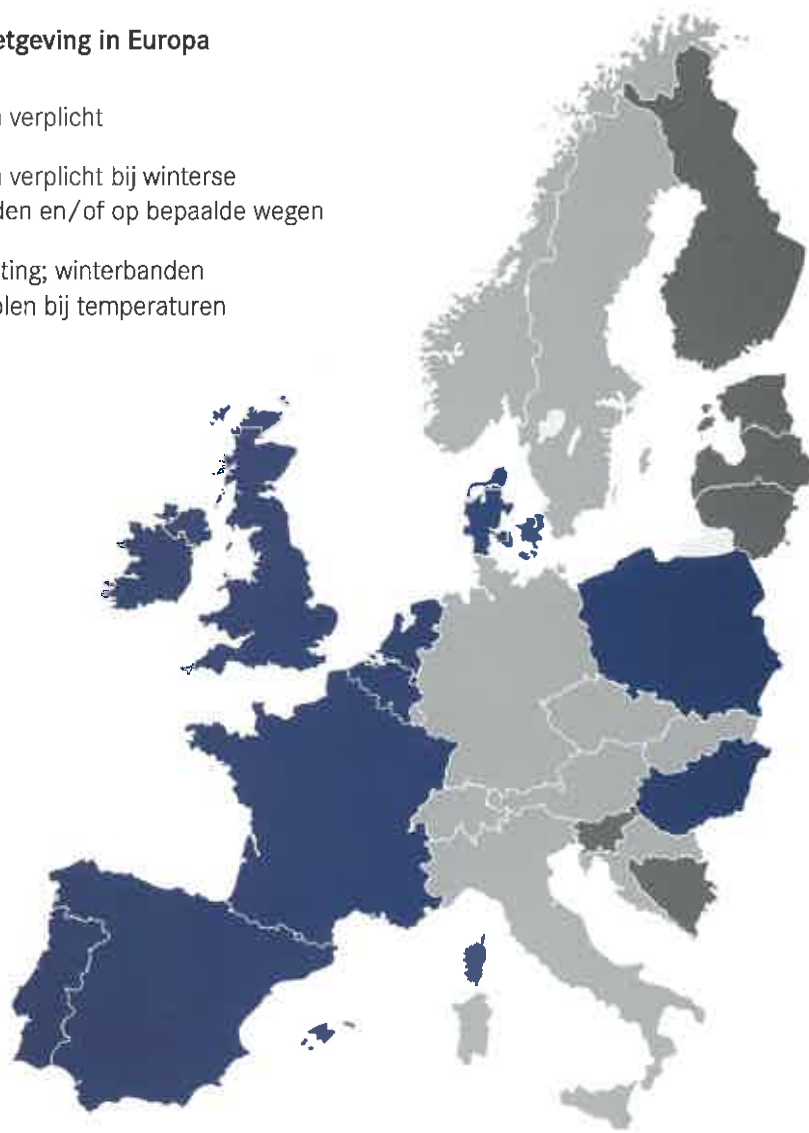 etgeving in Europa
verplicht
verplicht bij winterse
den en/of op bepaalde wegen
ting; winterbanden
len bij temperaturen